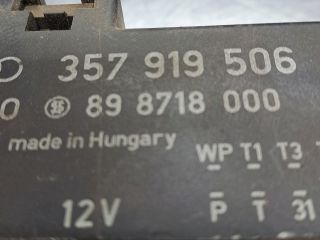 357 919 506
0 89 8718 000
made in Hungary
WP T1 T3 T
12V P T 31